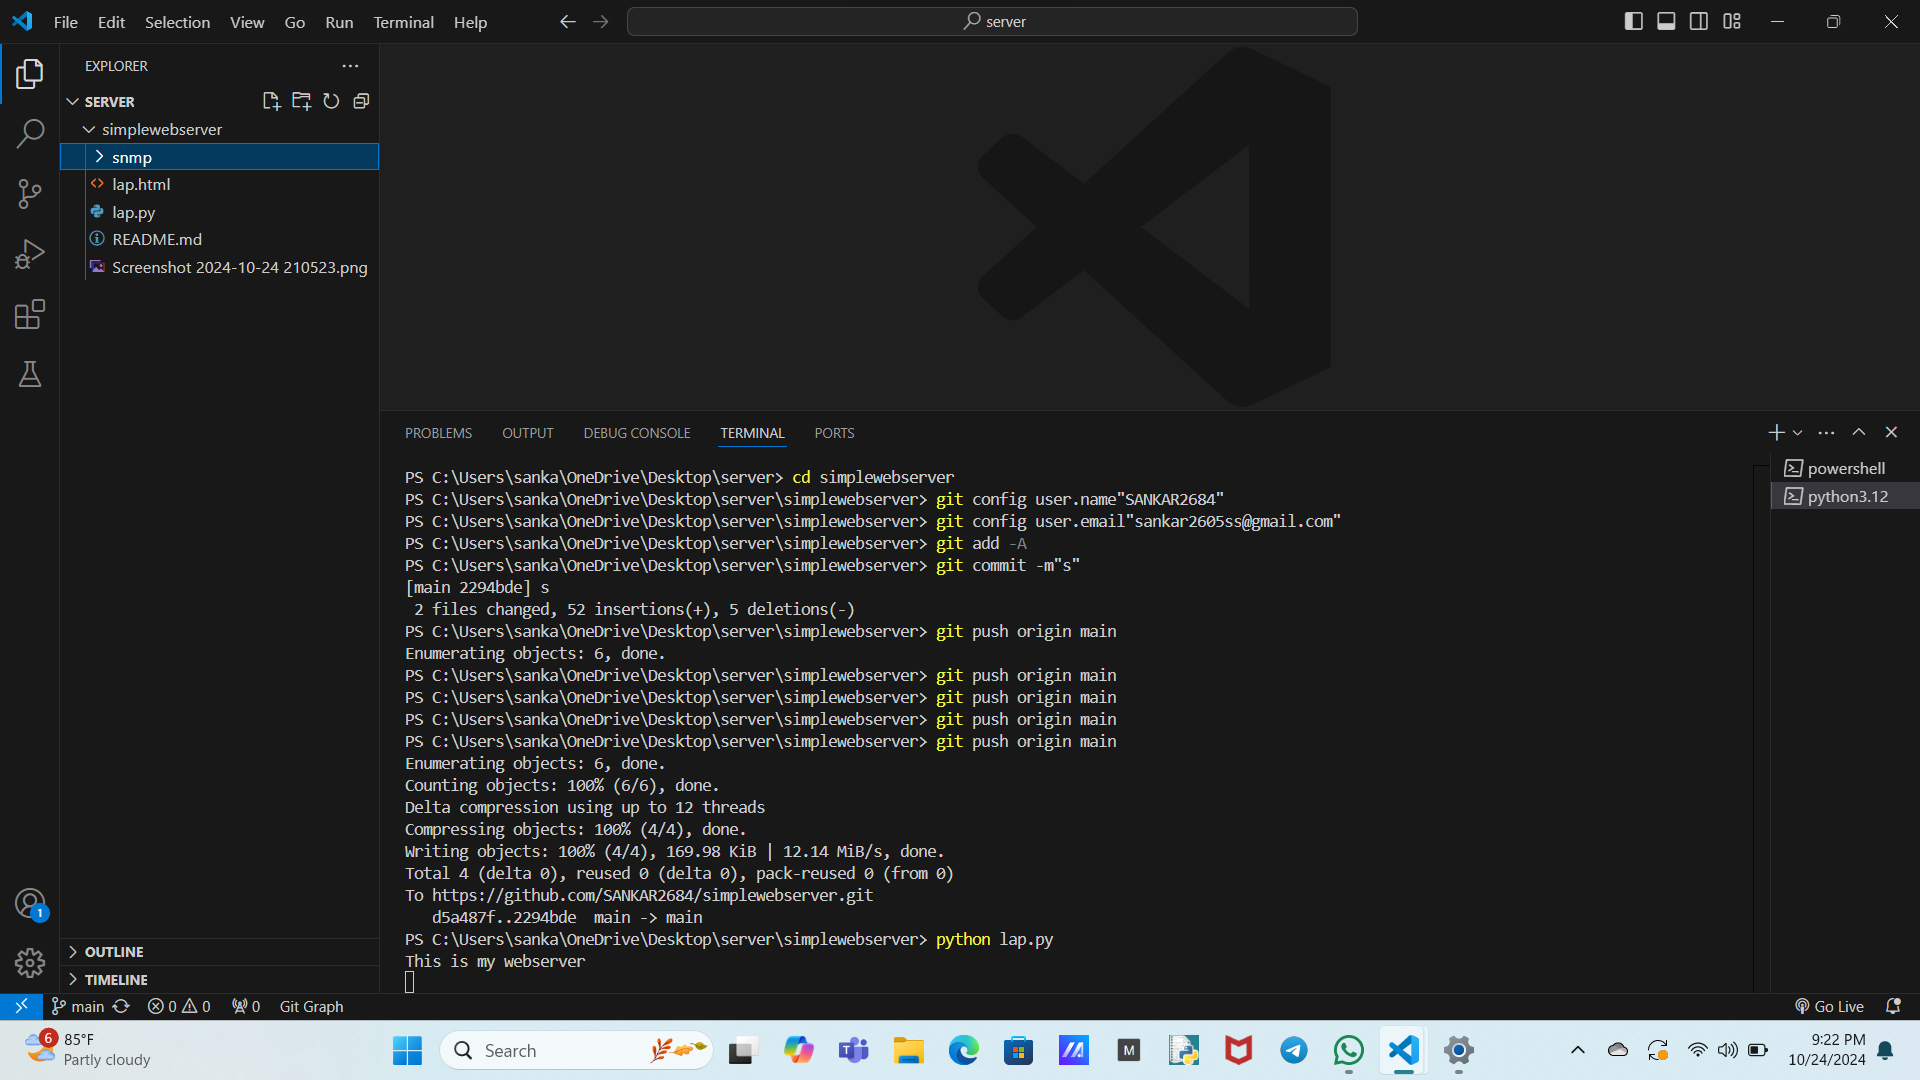 File Edit Selection View Go Run Terminal Help
server
EXPLORER
SERVER
simplewebserver
snmp
lap.html
lap.py
README.md
Screenshot 2024-10-24 210523.png
OUTLINE
TIMELINE
PROBLEMS OUTPUT DEBUG CONSOLE TERMINAL PORTS
PS C:\Users\sanka\OneDrive\Desktop\server> cd simplewebserver
PS C:\Users\sanka\OneDrive\Desktop\server\simplewebserver> git config user.name"SANKAR2684"
PS C:\Users\sanka\OneDrive\Desktop\server\simplewebserver> git config user.email"sankar2605ss@gmail.com"
PS C:\Users\sanka\OneDrive\Desktop\server\simplewebserver> git add -A
PS C:\Users\sanka\OneDrive\Desktop\server\simplewebserver> git commit -m"s"
[main 2294bde] s
2 files changed, 52 insertions(+), 5 deletions(-)
PS C:\Users\sanka\OneDrive\Desktop\server\simplewebserver> git push origin main
Enumerating objects: 6, done.
PS C:\Users\sanka\OneDrive\Desktop\server\simplewebserver> git push origin main
PS C:\Users\sanka\OneDrive\Desktop\server\simplewebserver> git push origin main
PS C:\Users\sanka\OneDrive\Desktop\server\simplewebserver> git push origin main
PS C:\Users\sanka\OneDrive\Desktop\server\simplewebserver> git push origin main
Enumerating objects: 6, done.
Counting objects: 100% (6/6), done.
Delta compression using up to 12 threads
Compressing objects: 100% (4/4), done.
Writing objects: 100% (4/4), 169.98 KiB | 12.14 MiB/s, done.
Total 4 (delta 0), reused 0 (delta 0), pack-reused 0 (from 0)
To https://github.com/SANKAR2684/simplewebserver.git
d5a487f..2294bde main -> main
PS C:\Users\sanka\OneDrive\Desktop\server\simplewebserver> python lap.py
This is my webserver
powershell
python3.12
1
main 0 0 0 Git Graph Go Live
6
85°F
Partly cloudy
Search
M
9:22 PM
10/24/2024